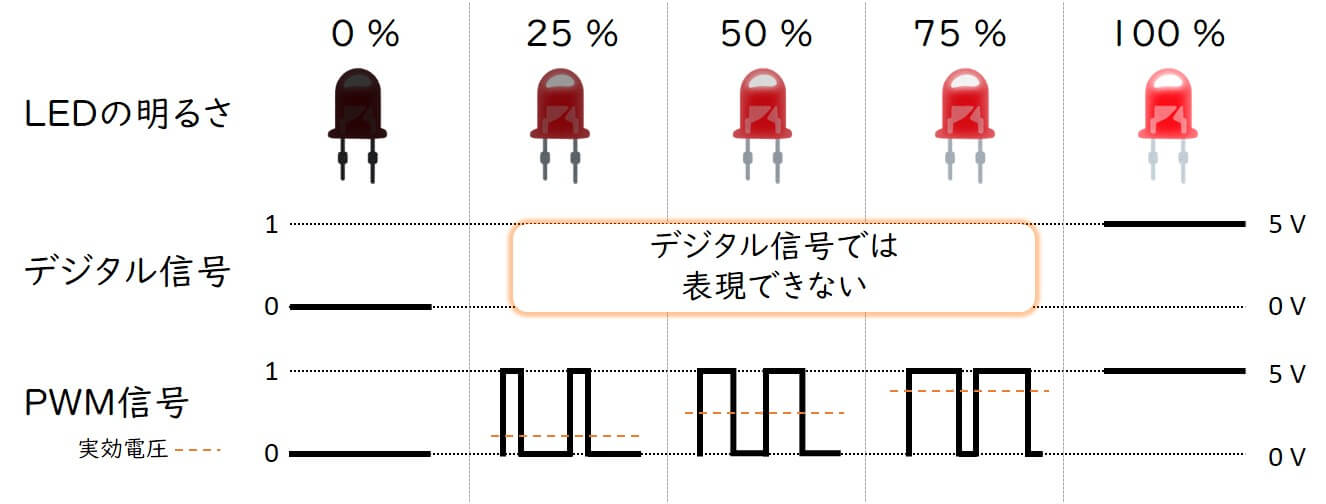 0 % 25 % 50 % 75 % 100 %
LEDの明るさ
1 5 V
デジタル信号では
表現できない
デジタル信号
0 0 V
1 5 V
PWM信号
実効電圧
0 0 V